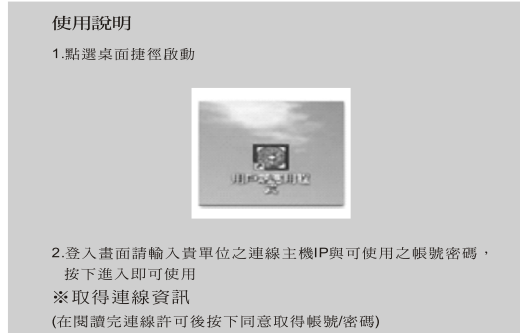 使用說明
1.點選桌面捷徑啟動
2.登入畫面請輸入貴單位之連線主機IP與可使用之帳號密碼，
按下進入即可使用
※取得連線資訊
(在閱讀完連線許可後按下同意取得帳號/密碼)